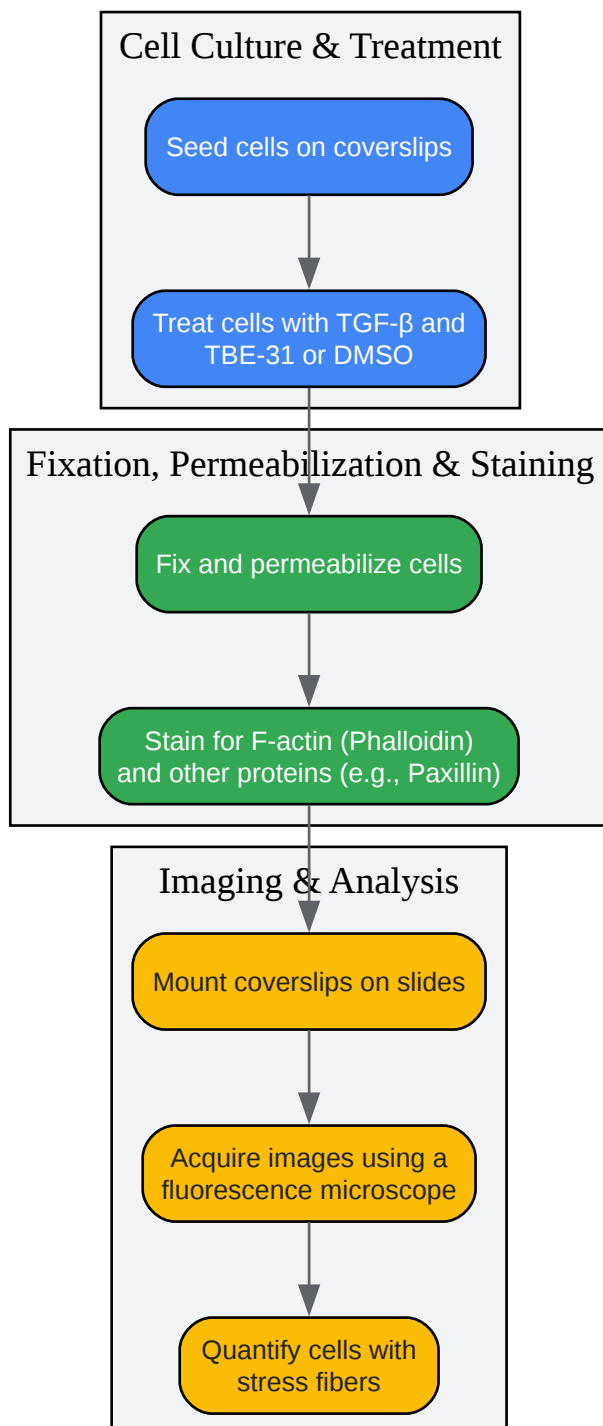 Cell Culture & Treatment
Seed cells on coverslips
Treat cells with TGF-β and
TBE-31 or DMSO
Fixation, Permeabilization & Staining
Fix and permeabilize cells
Stain for F-actin (Phalloidin)
and other proteins (e.g., Paxillin)
Imaging & Analysis
Mount coverslips on slides
Acquire images using a
fluorescence microscope
Quantify cells with
stress fibers